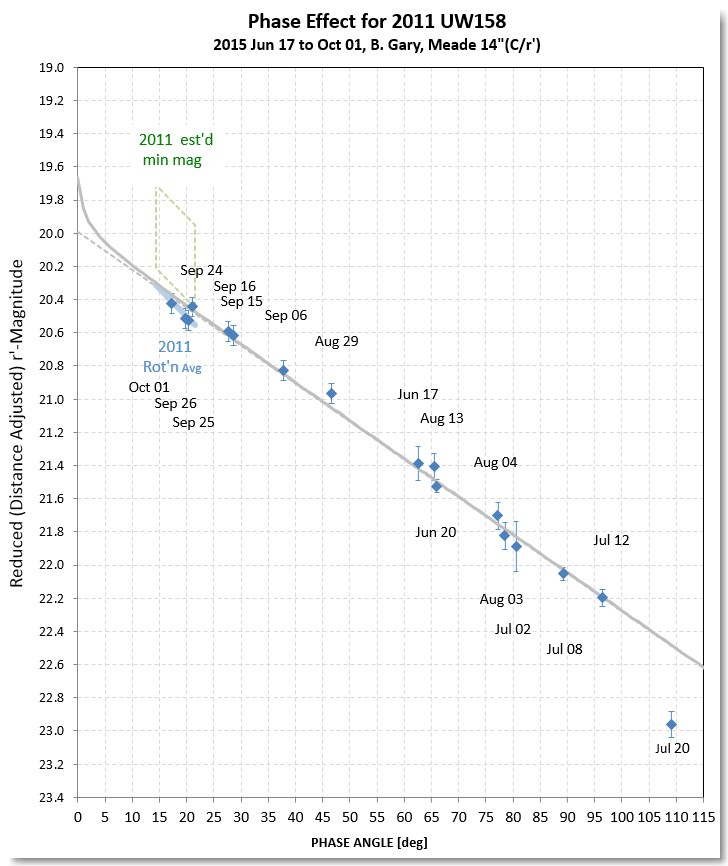 Phase Effect for 2011 UW158
2015 Jun 17 to Oct 01, B. Gary, Meade 14"(C/r')
Reduced (Distance Adjusted) r'-Magnitude
19.0
19.2
19.4
19.6
19.8
20.0
20.2
20.4
20.6
20.8
21.0
21.2
21.4
21.6
21.8
22.0
22.2
22.4
22.6
22.8
23.0
23.2
23.4
2011 est'd
min mag
Sep 24
Sep 16
Sep 15
Sep 06
Aug 29
2011
Rot'n Avg
Oct 01
Sep 26
Sep 25
Jun 17
Aug 13
Aug 04
Jun 20
Jul 12
Aug 03
Jul 02
Jul 08
Jul 20
0 5 10 15 20 25 30 35 40 45 50 55 60 65 70 75 80 85 90 95 100 105 110 115
PHASE ANGLE [deg]